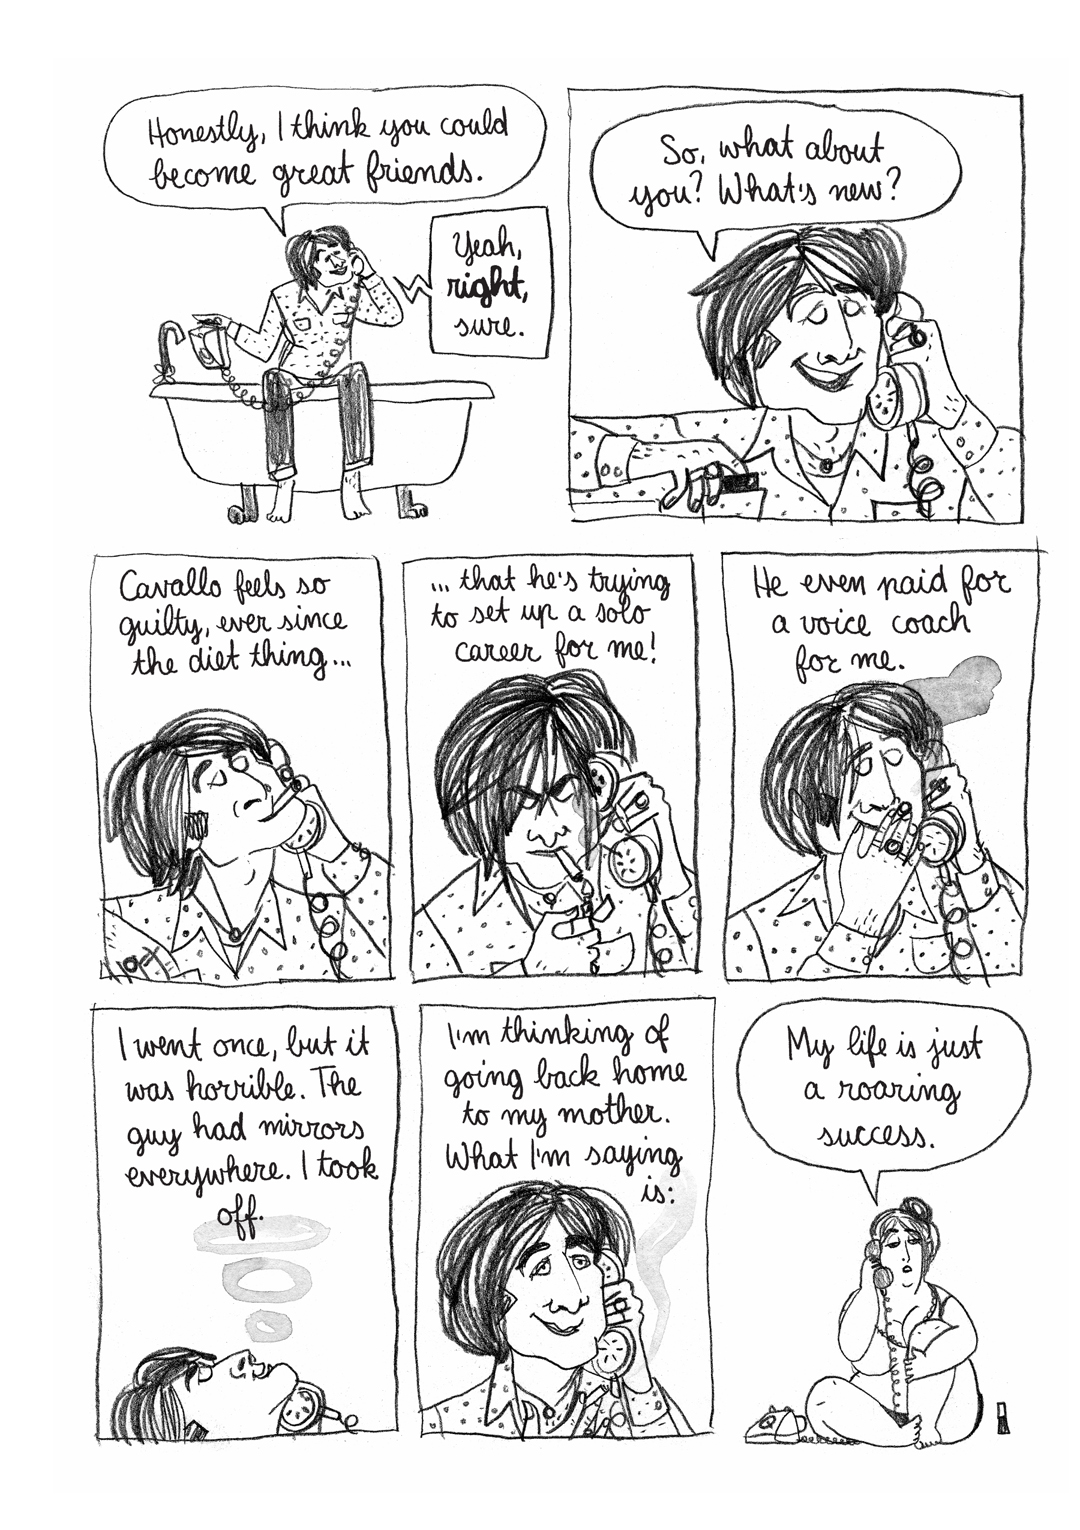 Honestly, I think you could
become great friends.
Yeah,
right,
sure.
So, what about
you? What's new?
Cavallo feels so
guilty, ever since
the diet thing...
... that he's trying
to set up a solo
career for me!
He even paid for
a voice coach
for me.
I went once, but it
was horrible. The
guy had mirrors
everywhere. I took
off.
I'm thinking of
going back home
to my mother.
What I'm saying
is:
My life is just
a roaring
success.